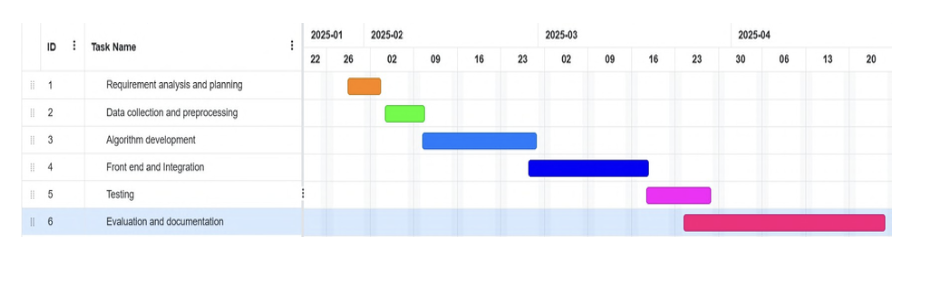 2025-01 2025-02 2025-03 2025-04
ID Task Name
22 26 02 09 16 23 02 09 16 23 30 06 13 20
1 Requirement analysis and planning
2 Data collection and preprocessing
3 Algorithm development
4 Front end and Integration
5 Testing
6 Evaluation and documentation